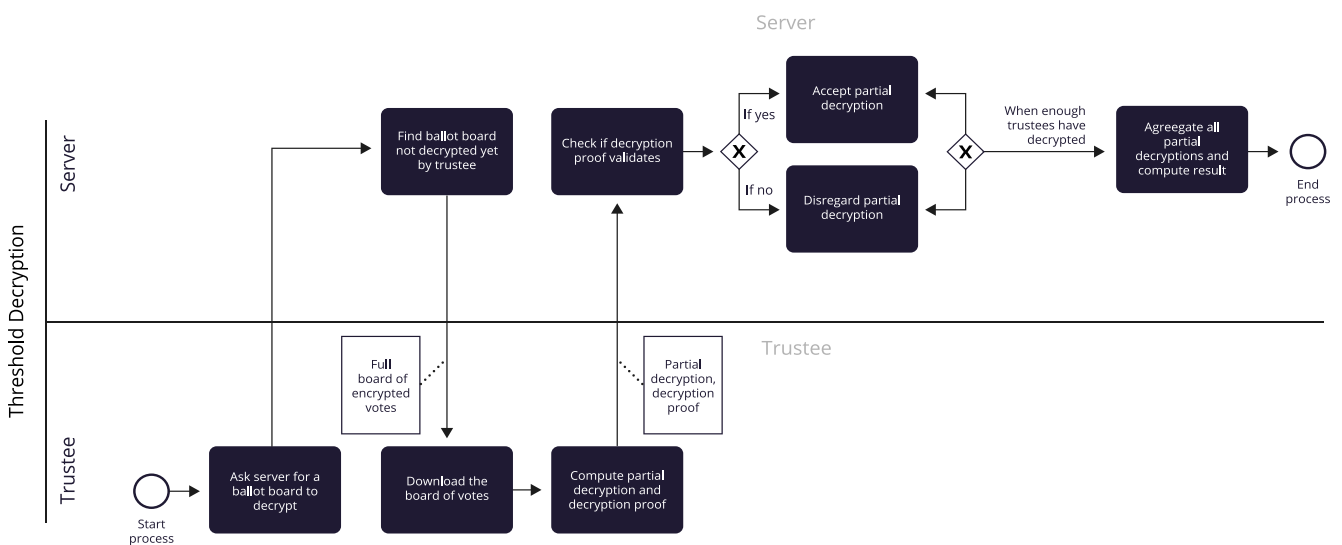 Server
Threshold Decryption
Server
Find ballot board
not decrypted yet
by trustee
Check if decryption
proof validates
X
If yes
If no
Accept partial
decryption
Disregard partial
decryption
X
When enough
trustees have
decrypted
Agreegate all
partial
decryptions and
compute result
End
process
Trustee
Trustee
Start
process
Ask server for a
ballot board to
decrypt
Full
board of
encrypted
votes
Download the
board of votes
Compute partial
decryption and
decryption proof
Partial
decryption,
decryption
proof